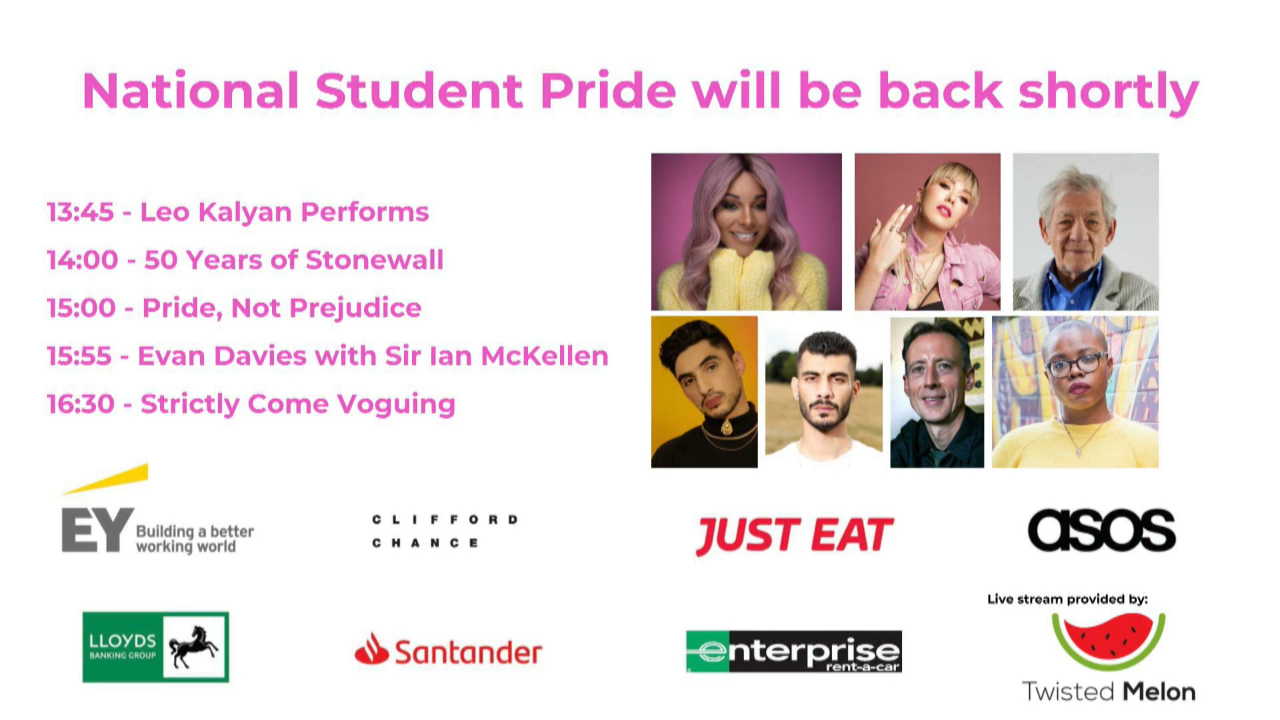 National Student Pride will be back shortly
13:45 - Leo Kalyan Performs
14:00 - 50 Years of Stonewall
15:00 - Pride, Not Prejudice
15:55 - Evan Davies with Sir Ian McKellen
16:30 - Strictly Come Voguing
EY Building a better
working world
CLIFFORD
CHANCE
JUST EAT
asos
LLOYDS
BANKING GROUP
Santander
enterprise
rent-a-car
Live stream provided by:
Twisted Melon